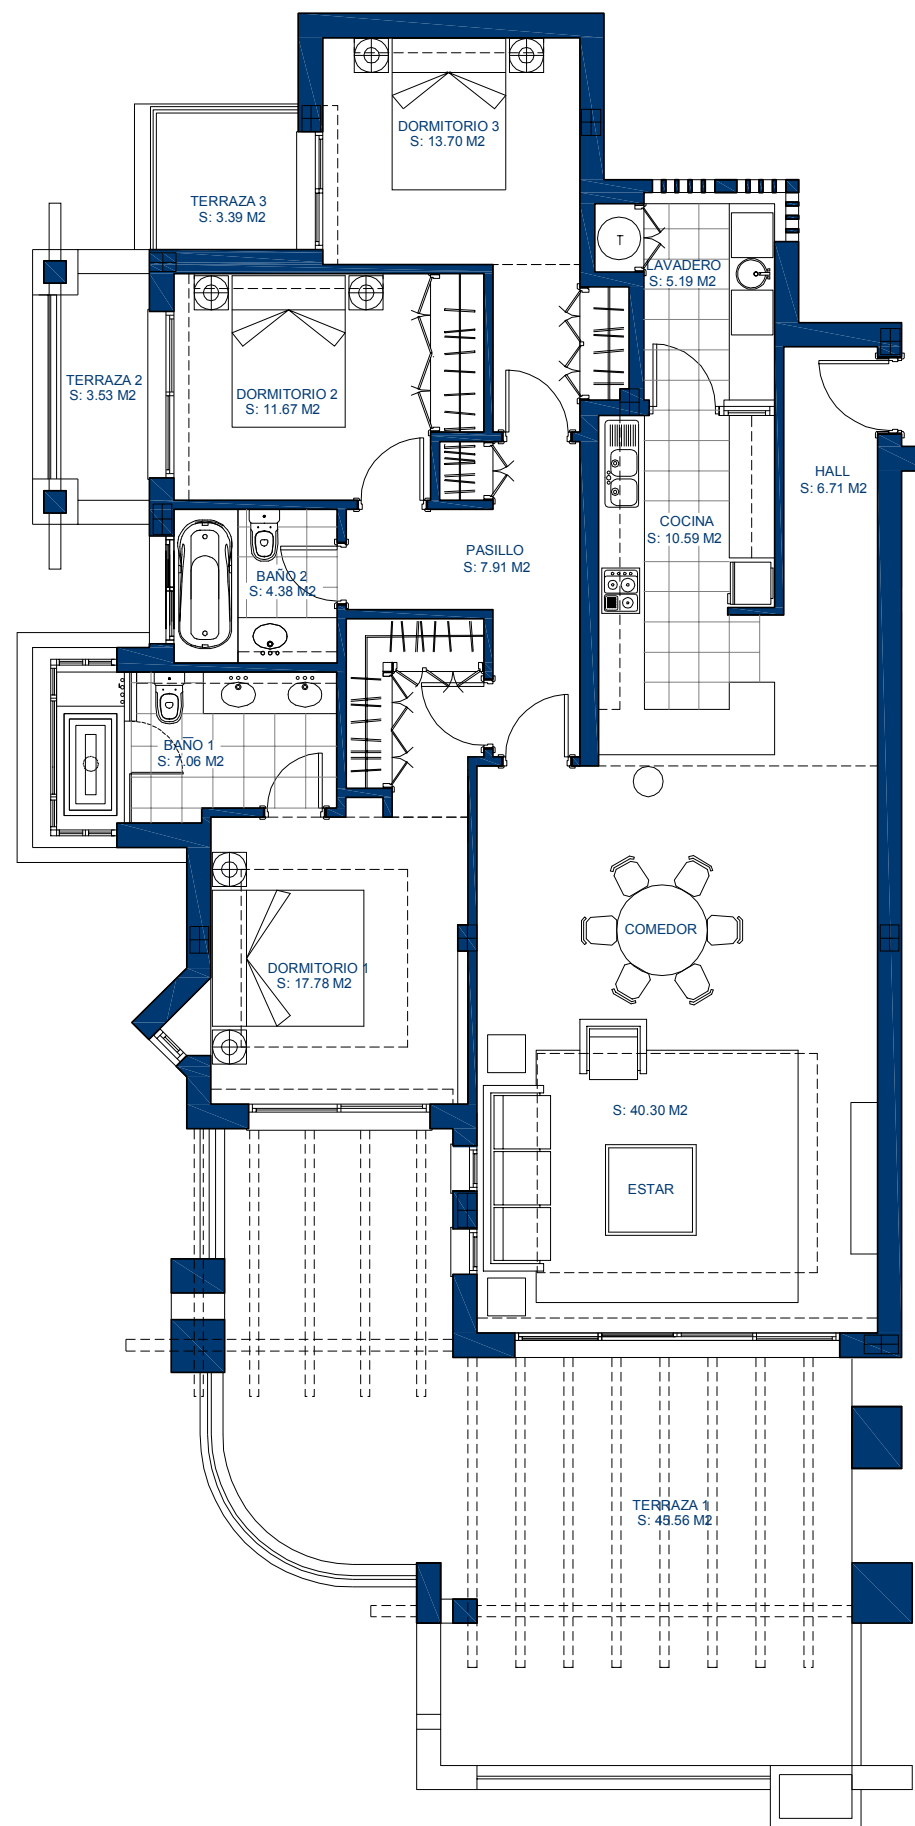 DORMITORIO 3
S: 13.70 M2
TERRAZA 3
S: 3.39 M2
T
LAVADERO
S: 5.19 M2
TERRAZA 2
S: 3.53 M2
DORMITORIO 2
S: 11.67 M2
HALL
S: 6.71 M2
COCINA
S: 10.59 M2
PASILLO
S: 7.91 M2
BAÑO 2
S: 4.38 M2
BAÑO 1
S: 7.06 M2
COMEDOR
DORMITORIO 1
S: 17.78 M2
S: 40.30 M2
ESTAR
TERRAZA 1
S: 45.56 M2